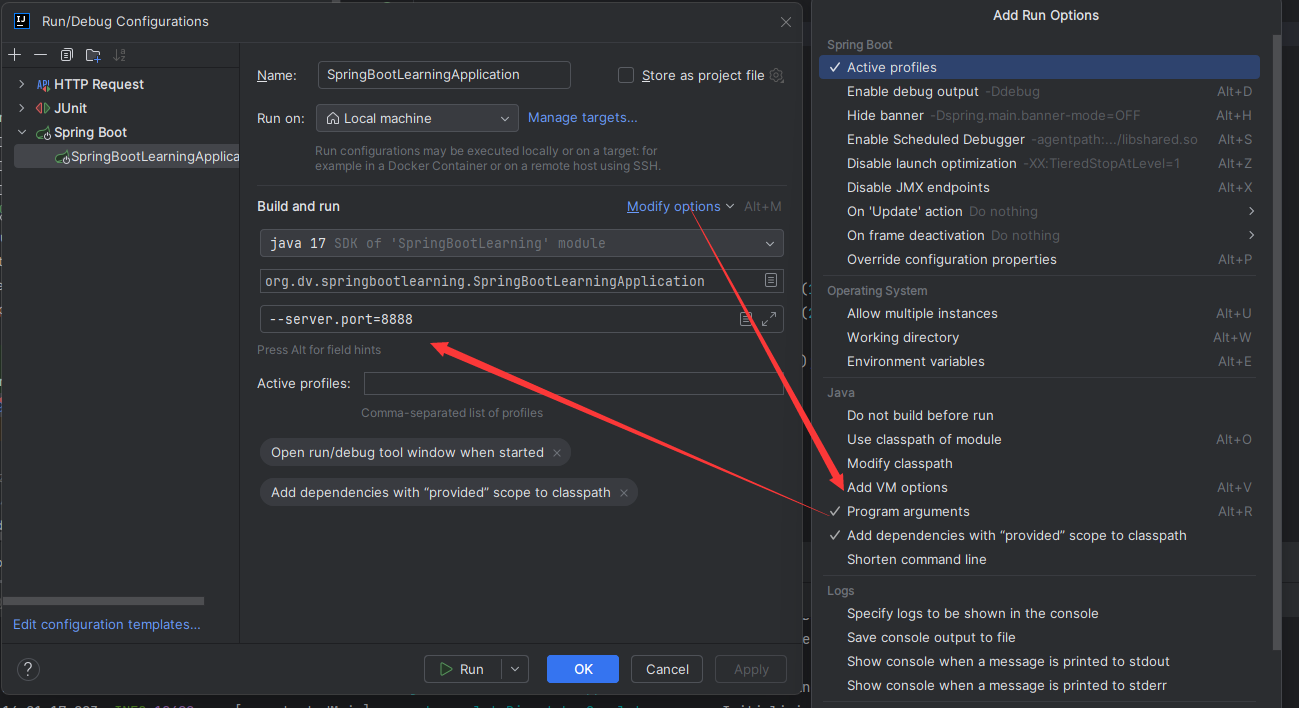 Run/Debug Configurations
HTTP Request
JUnit
Spring Boot
SpringBootLearningApplica
Edit configuration templates...
Name:
SpringBootLearningApplication
Store as project file
Run on:
Local machine
Manage targets...
Run configurations may be executed locally or on a target: for
example in a Docker Container or on a remote host using SSH.
Build and run
Modify options
Alt+M
java 17 SDK of 'SpringBootLearning' module
org.dv.springbootlearning.SpringBootLearningApplication
--server.port=8888
Press Alt for field hints
Active profiles:
Comma-separated list of profiles
Open run/debug tool window when started ×
Add dependencies with “provided” scope to classpath ×
?
Run
OK
Cancel
Apply
Add Run Options
Spring Boot
✓ Active profiles
Enable debug output -Ddebug Alt+D
Hide banner -Dspring.main.banner-mode=OFF Alt+H
Enable Scheduled Debugger -agentpath:.../libshared.so Alt+S
Disable launch optimization -XX:TieredStopAtLevel=1 Alt+Z
Disable JMX endpoints Alt+X
On 'Update' action Do nothing
On frame deactivation Do nothing
Override configuration properties Alt+P
Operating System
Allow multiple instances Alt+U
Working directory Alt+W
Environment variables Alt+E
Java
Do not build before run
Use classpath of module Alt+O
Modify classpath
Add VM options Alt+V
✓ Program arguments Alt+R
✓ Add dependencies with “provided” scope to classpath
Shorten command line
Logs
Specify logs to be shown in the console
Save console output to file
Show console when a message is printed to stdout
Show console when a message is printed to stderr